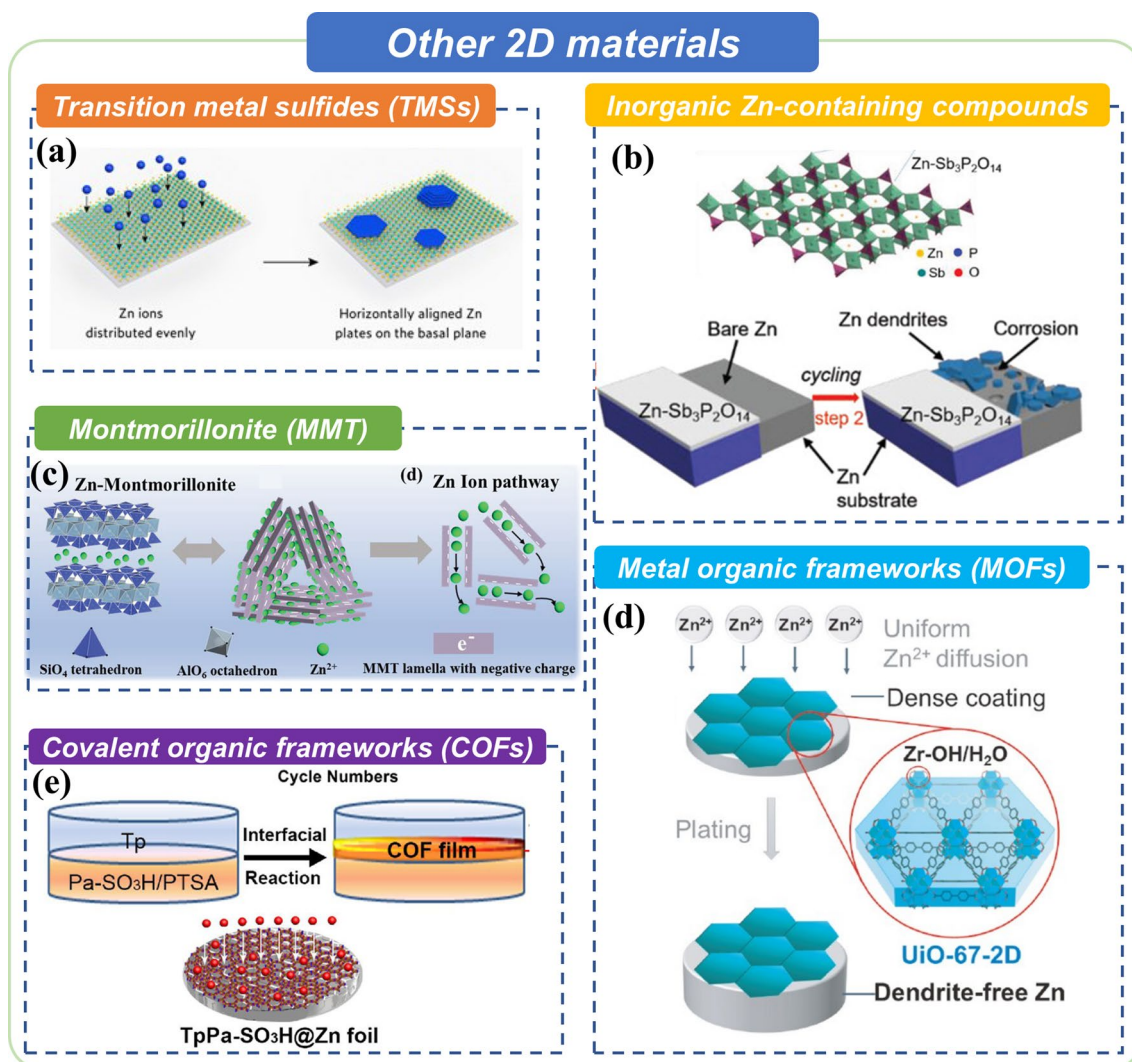 Other 2D materials
Transition metal sulfides (TMSs)
(a)
Zn ions
distributed evenly
Horizontally aligned Zn
plates on the basal plane
Inorganic Zn-containing compounds
(b)
Zn-Sb₃P₂O₁₄
Zn
P
Sb
O
Bare Zn
Zn dendrites
Corrosion
cycling
step 2
Zn-Sb₃P₂O₁₄
Zn-Sb₃P₂O₁₄
Zn
substrate
Montmorillonite (MMT)
(c)
Zn-Montmorillonite
(d)
Zn Ion pathway
SiO₄ tetrahedron
AlO₆ octahedron
Zn²⁺
e⁻
MMT lamella with negative charge
Metal organic frameworks (MOFs)
(d)
Zn²⁺ Zn²⁺ Zn²⁺ Zn²⁺
Uniform
Zn²⁺ diffusion
Dense coating
Zr-OH/H₂O
Plating
UiO-67-2D
Dendrite-free Zn
Covalent organic frameworks (COFs)
(e)
Cycle Numbers
Tp
Pa-SO₃H/PTSA
Interfacial
Reaction
COF film
TpPa-SO₃H@Zn foil